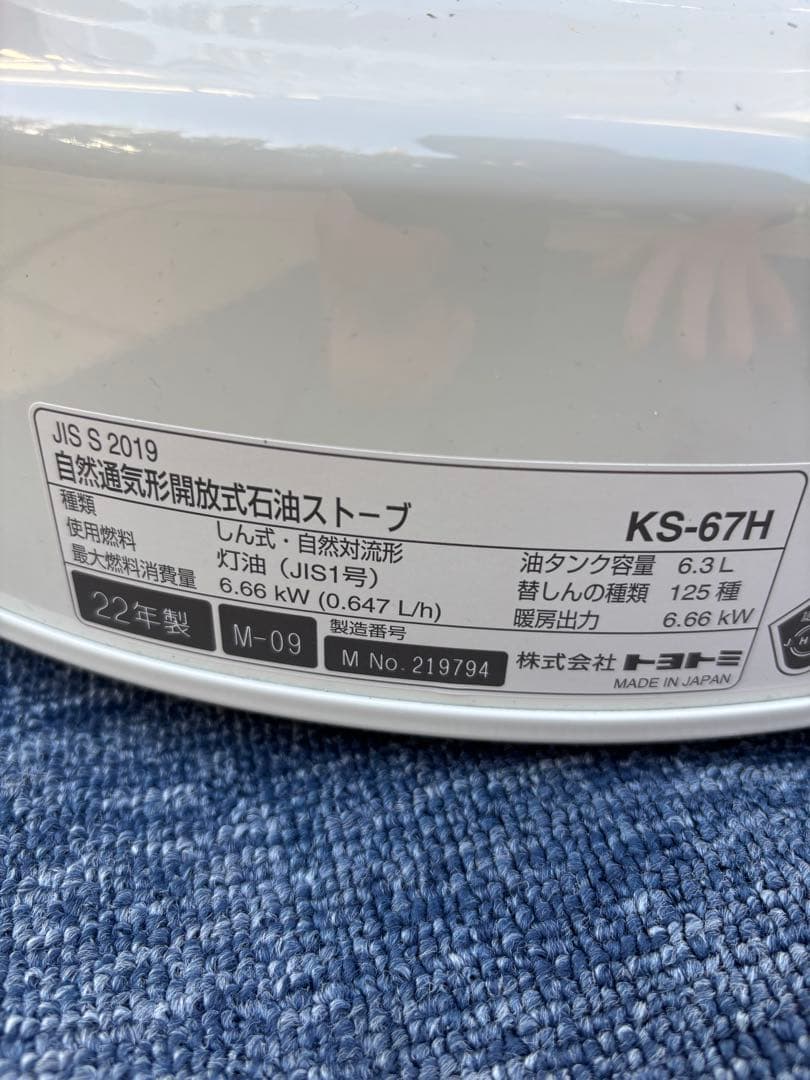 JIS S 2019
自然通気形開放式石油ストーブ
KS-67H
種類 しん式・自然対流形
使用燃料 灯油(JIS1号)
最大燃料消費量 6.66 kW (0.647 L/h)
油タンク容量 6.3 L
替しんの種類 125 種
暖房出力 6.66 kW
22年製
M-09
製造番号
M No. 219794
株式会社 トヨトミ
MADE IN JAPAN